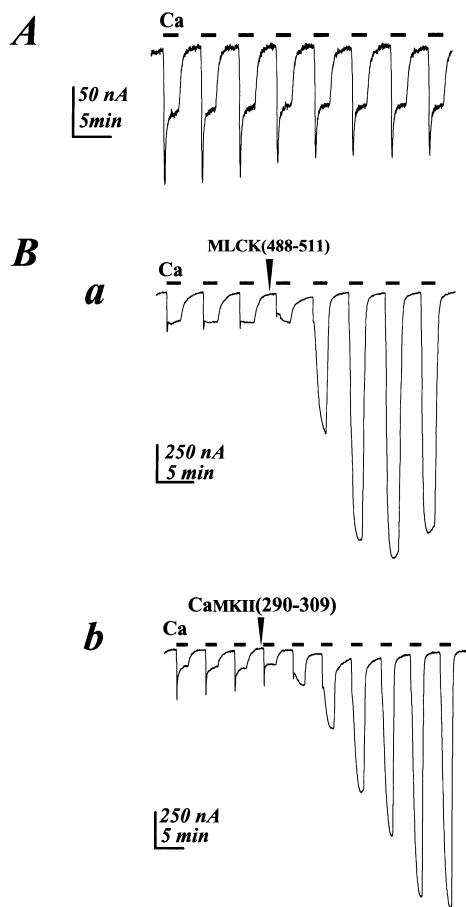 A
Ca
50 nA
5min
B
MLCK(488-511)
Ca
a
250 nA
5 min
CaMKII(290-309)
Ca
b
250 nA
5 min